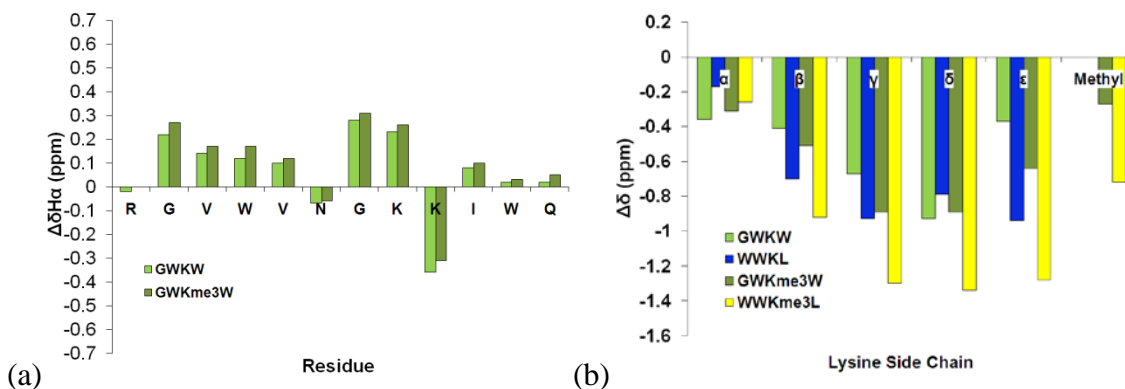 0.7
0.6
0.5
0.4
0.3
0.2
0.1
0
-0.1
-0.2
-0.3
-0.4
-0.5
-0.6
-0.7
ΔδHα (ppm)
R G V W V N G K K I W Q
GWKW
GWKme3W
Residue
(a)
0.2
0
-0.2
-0.4
-0.6
-0.8
-1
-1.2
-1.4
-1.6
Δδ (ppm)
α β γ δ ε Methyl
GWKW
WWKL
GWKme3W
WWKme3L
Lysine Side Chain
(b)